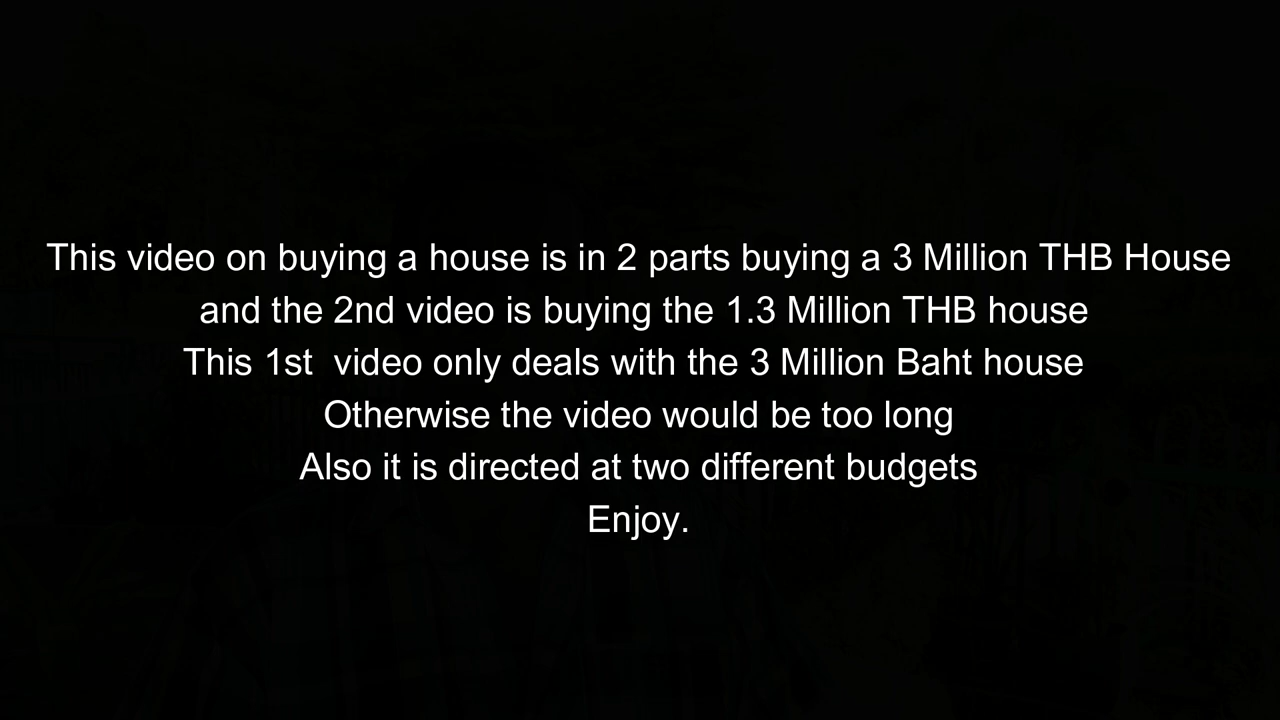 This video on buying a house is in 2 parts buying a 3 Million THB House
and the 2nd video is buying the 1.3 Million THB house
This 1st  video only deals with the 3 Million Baht house
Otherwise the video would be too long
Also it is directed at two different budgets
Enjoy.